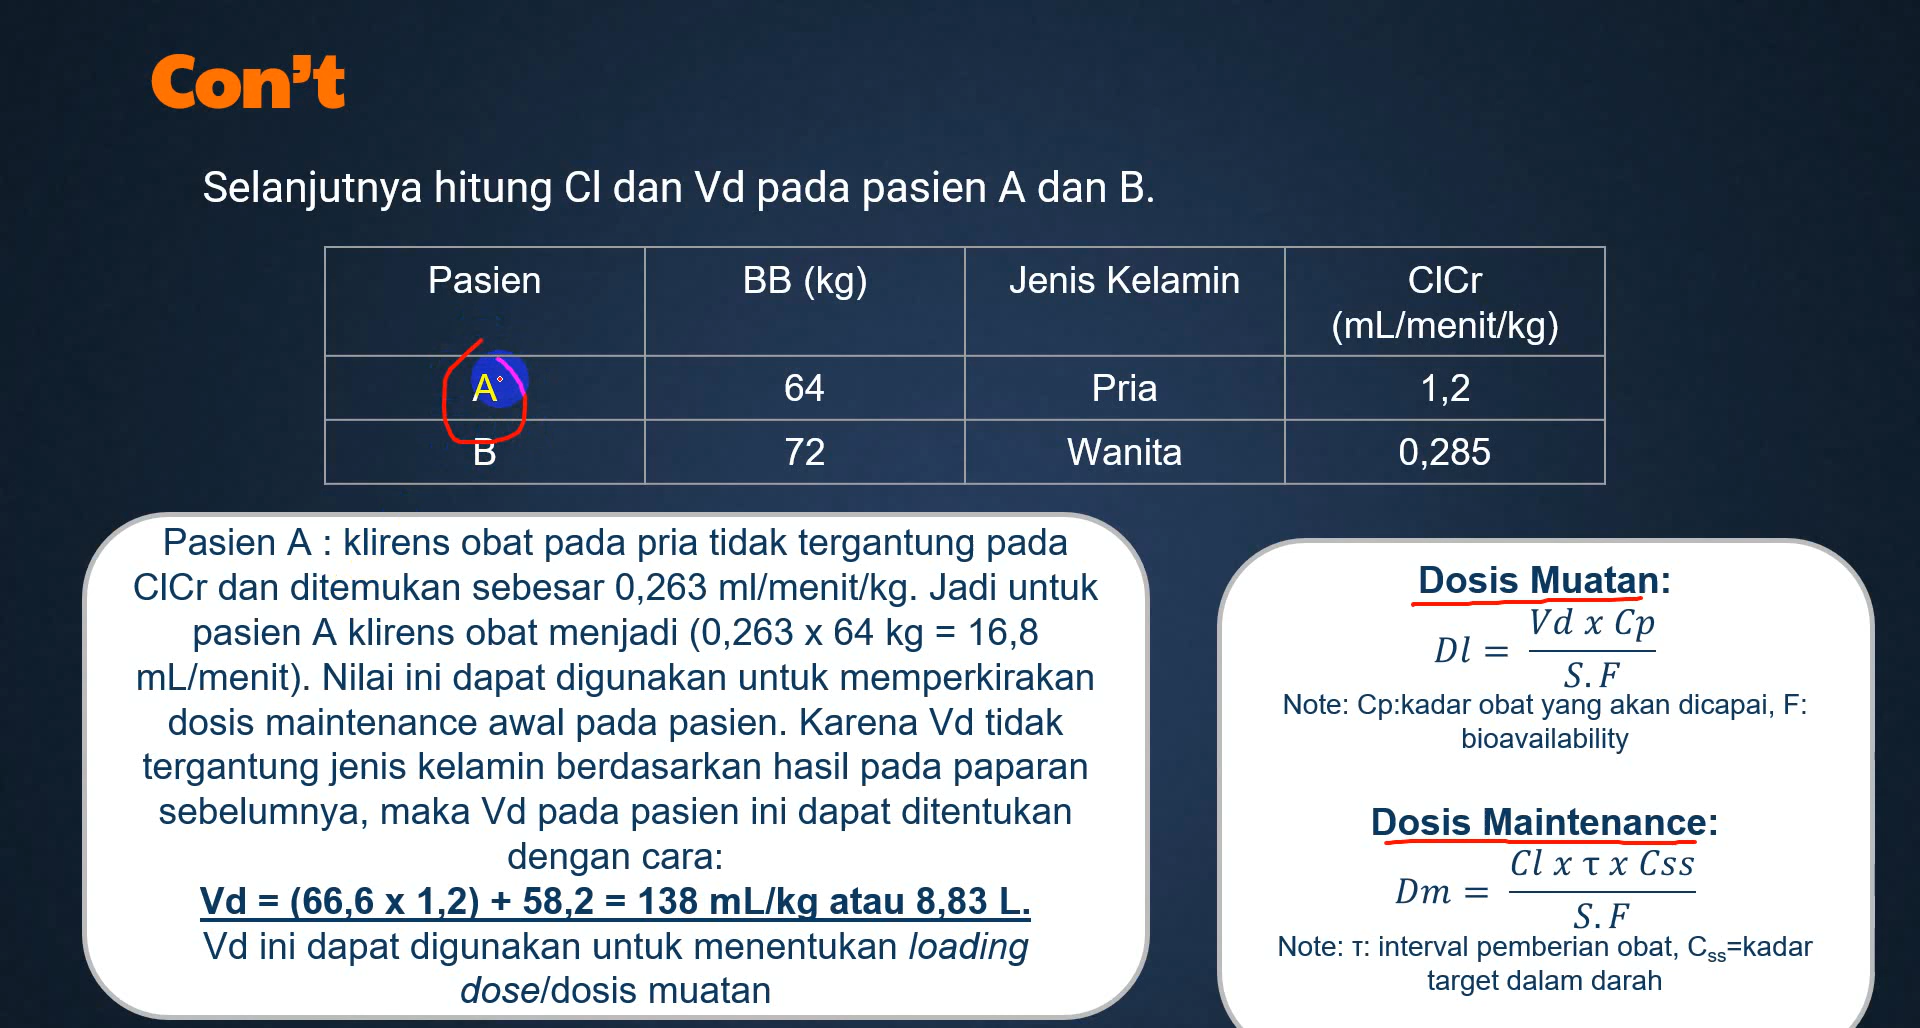 Con't
Selanjutnya hitung Cl dan Vd pada pasien A dan B.
Pasien BB (kg) Jenis Kelamin ClCr
(mL/menit/kg)
A 64 Pria 1,2
B 72 Wanita 0,285
Pasien A : klirens obat pada pria tidak tergantung pada
ClCr dan ditemukan sebesar 0,263 ml/menit/kg. Jadi untuk
pasien A klirens obat menjadi (0,263 x 64 kg = 16,8
mL/menit). Nilai ini dapat digunakan untuk memperkirakan
dosis maintenance awal pada pasien. Karena Vd tidak
tergantung jenis kelamin berdasarkan hasil pada paparan
sebelumnya, maka Vd pada pasien ini dapat ditentukan
dengan cara:
Vd = (66,6 x 1,2) + 58,2 = 138 mL/kg atau 8,83 L.
Vd ini dapat digunakan untuk menentukan loading
dose/dosis muatan
Dosis Muatan:
Dl = Vd x Cp / S.F
Note: Cp:kadar obat yang akan dicapai, F:
bioavailability
Dosis Maintenance:
Dm = Cl x τ x Css / S.F
Note: τ: interval pemberian obat, Css=kadar
target dalam darah